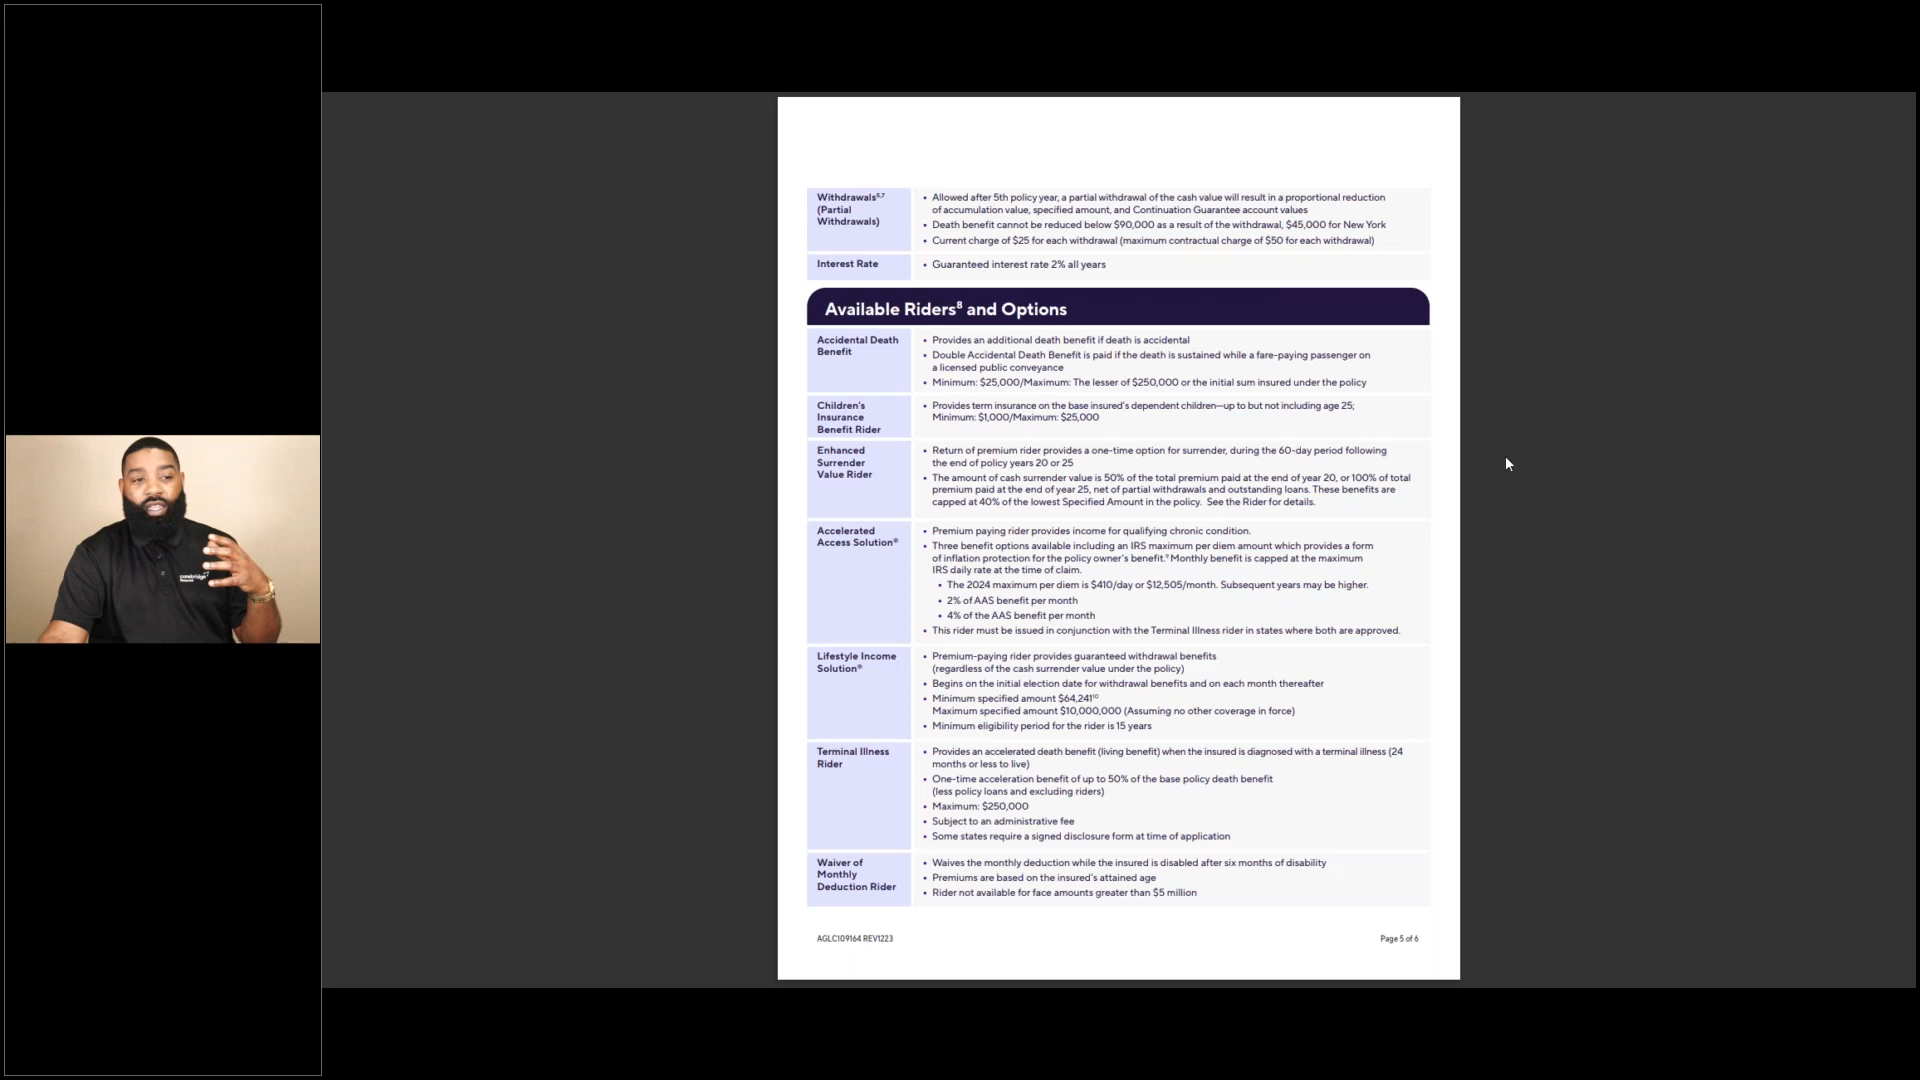 Withdrawals⁶,⁷
(Partial
Withdrawals)
• Allowed after 5th policy year, a partial withdrawal of the cash value will result in a proportional reduction
of accumulation value, specified amount, and Continuation Guarantee account values
• Death benefit cannot be reduced below $90,000 as a result of the withdrawal, $45,000 for New York
• Current charge of $25 for each withdrawal (maximum contractual charge of $50 for each withdrawal)
Interest Rate
• Guaranteed interest rate 2% all years
Available Riders⁸ and Options
Accidental Death
Benefit
• Provides an additional death benefit if death is accidental
• Double Accidental Death Benefit is paid if the death is sustained while a fare-paying passenger on
a licensed public conveyance
• Minimum: $25,000/Maximum: The lesser of $250,000 or the initial sum insured under the policy
Children's
Insurance
Benefit Rider
• Provides term insurance on the base insured's dependent children—up to but not including age 25;
Minimum: $1,000/Maximum: $25,000
Enhanced
Surrender
Value Rider
• Return of premium rider provides a one-time option for surrender, during the 60-day period following
the end of policy years 20 or 25
• The amount of cash surrender value is 50% of the total premium paid at the end of year 20, or 100% of total
premium paid at the end of year 25, net of partial withdrawals and outstanding loans. These benefits are
capped at 40% of the lowest Specified Amount in the policy. See the Rider for details.
Accelerated
Access Solution®
• Premium paying rider provides income for qualifying chronic condition.
• Three benefit options available including an IRS maximum per diem amount which provides a form
of inflation protection for the policy owner's benefit.⁹ Monthly benefit is capped at the maximum
IRS daily rate at the time of claim.
• The 2024 maximum per diem is $410/day or $12,505/month. Subsequent years may be higher.
• 2% of AAS benefit per month
• 4% of the AAS benefit per month
• This rider must be issued in conjunction with the Terminal Illness rider in states where both are approved.
Lifestyle Income
Solution®
• Premium-paying rider provides guaranteed withdrawal benefits
(regardless of the cash surrender value under the policy)
• Begins on the initial election date for withdrawal benefits and on each month thereafter
• Minimum specified amount $64,241¹⁰
Maximum specified amount $10,000,000 (Assuming no other coverage in force)
• Minimum eligibility period for the rider is 15 years
Terminal Illness
Rider
• Provides an accelerated death benefit (living benefit) when the insured is diagnosed with a terminal illness (24
months or less to live)
• One-time acceleration benefit of up to 50% of the base policy death benefit
(less policy loans and excluding riders)
• Maximum: $250,000
• Subject to an administrative fee
• Some states require a signed disclosure form at time of application
Waiver of
Monthly
Deduction Rider
• Waives the monthly deduction while the insured is disabled after six months of disability
• Premiums are based on the insured's attained age
• Rider not available for face amounts greater than $5 million
AGLC109164 REV1223
Page 5 of 6
corebridge
financial